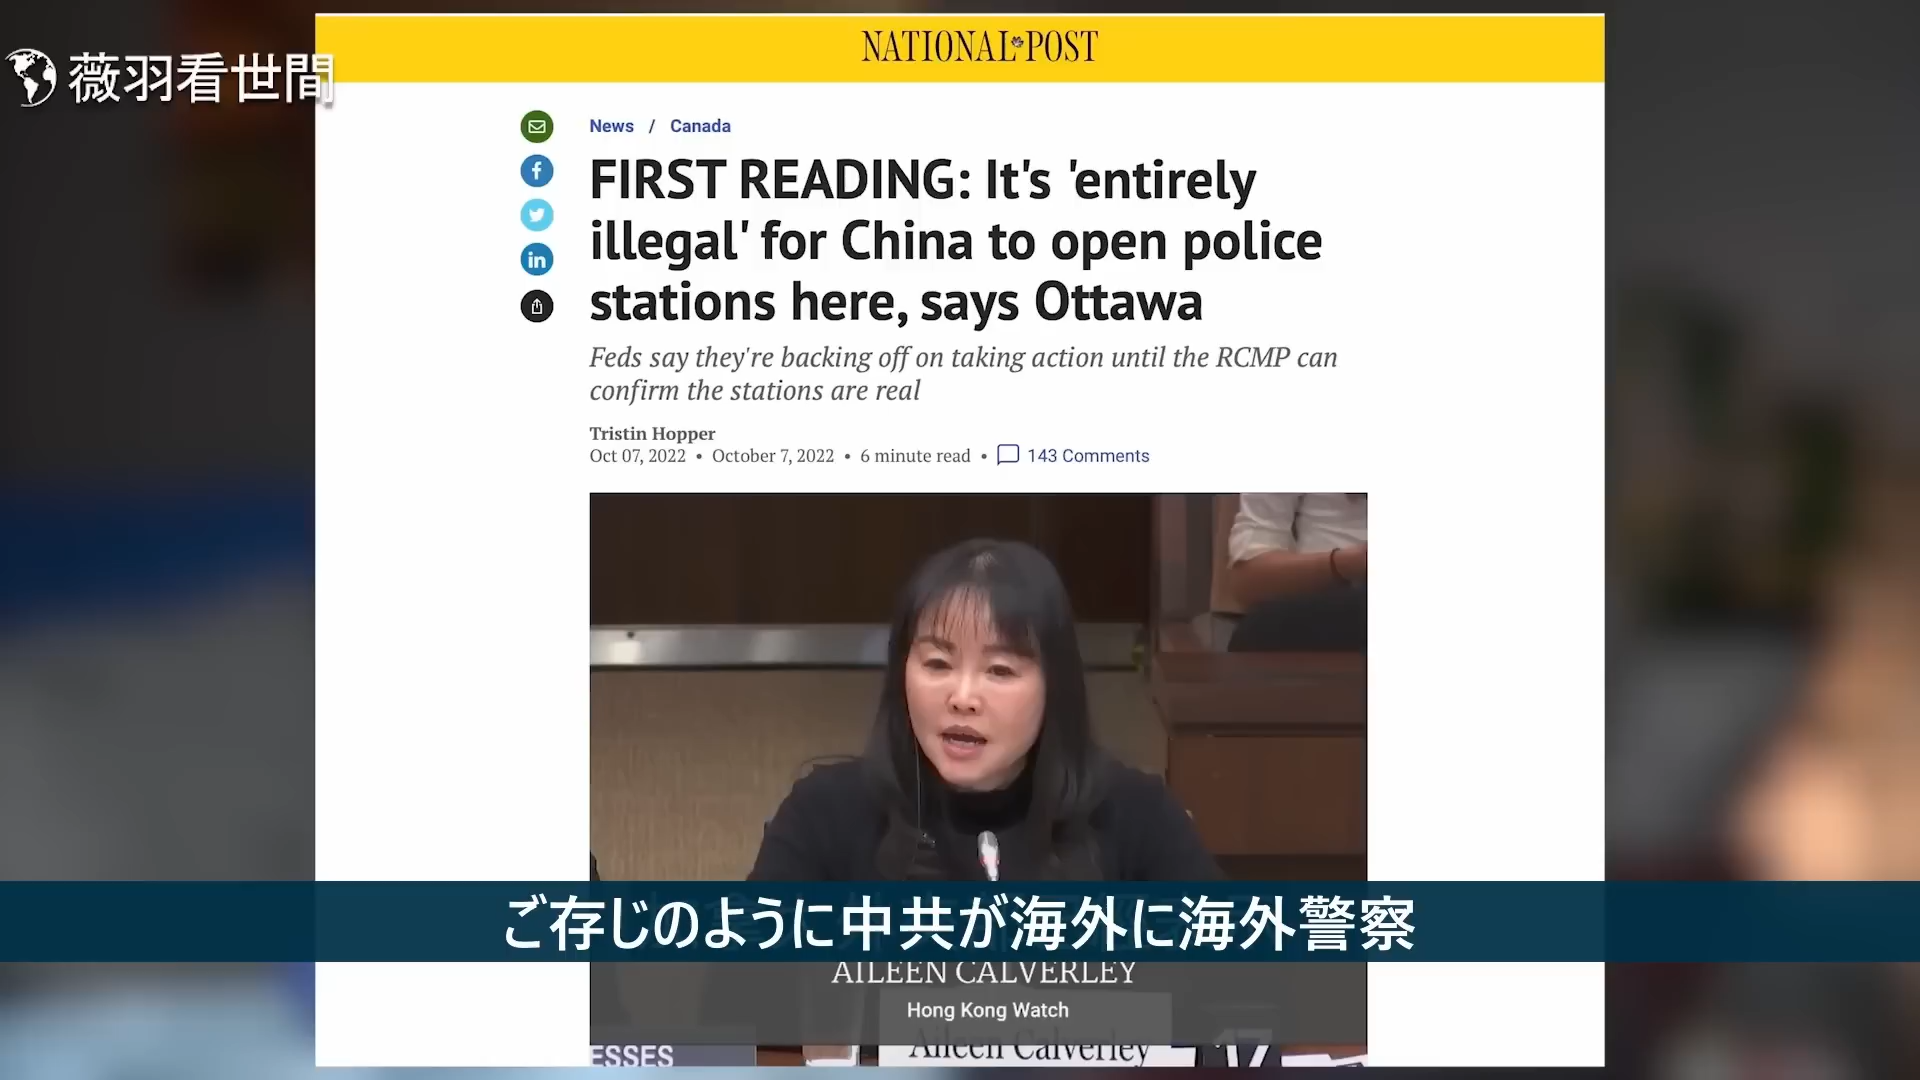 薇羽看世間
NATIONAL POST
News / Canada
FIRST READING: It's 'entirely
illegal' for China to open police
stations here, says Ottawa
Feds say they're backing off on taking action until the RCMP can
confirm the stations are real
Tristin Hopper
Oct 07, 2022 • October 7, 2022 • 6 minute read • 143 Comments
ご存じのように中共が海外に海外警察
AILEEN CALVERLEY
Hong Kong Watch
Aileen Calverley
17
ESSES